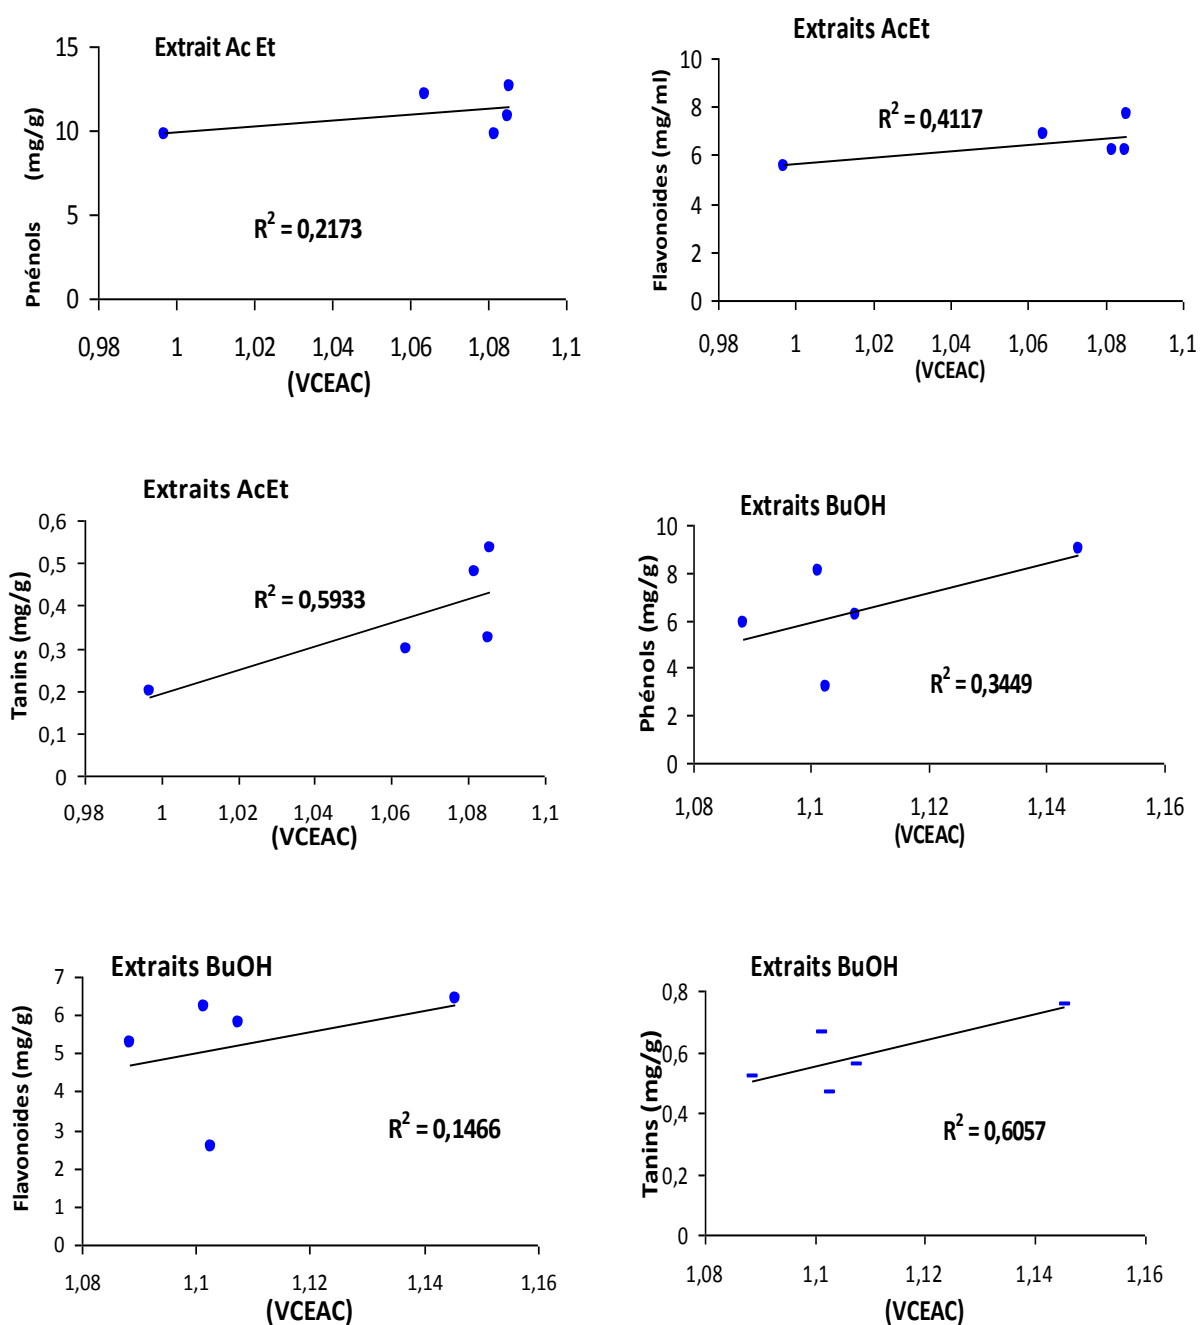 Extrait Ac Et
15
10
5
0
Pnénols (mg/g)
R² = 0,2173
0,98 1 1,02 1,04 1,06 1,08 1,1
(VCEAC)
Extraits AcEt
10
8
6
4
2
0
Flavonoides (mg/ml)
R² = 0,4117
0,98 1 1,02 1,04 1,06 1,08 1,1
(VCEAC)
Extraits AcEt
0,6
0,5
0,4
0,3
0,2
0,1
0
Tanins (mg/g)
R² = 0,5933
0,98 1 1,02 1,04 1,06 1,08 1,1
(VCEAC)
Extraits BuOH
10
8
6
4
2
0
Phénols (mg/g)
R² = 0,3449
1,08 1,1 1,12 1,14 1,16
(VCEAC)
Extraits BuOH
7
6
5
4
3
2
1
0
Flavonoides (mg/g)
R² = 0,1466
1,08 1,1 1,12 1,14 1,16
(VCEAC)
Extraits BuOH
0,8
0,6
0,4
0,2
0
Tanins (mg/g)
R² = 0,6057
1,08 1,1 1,12 1,14 1,16
(VCEAC)